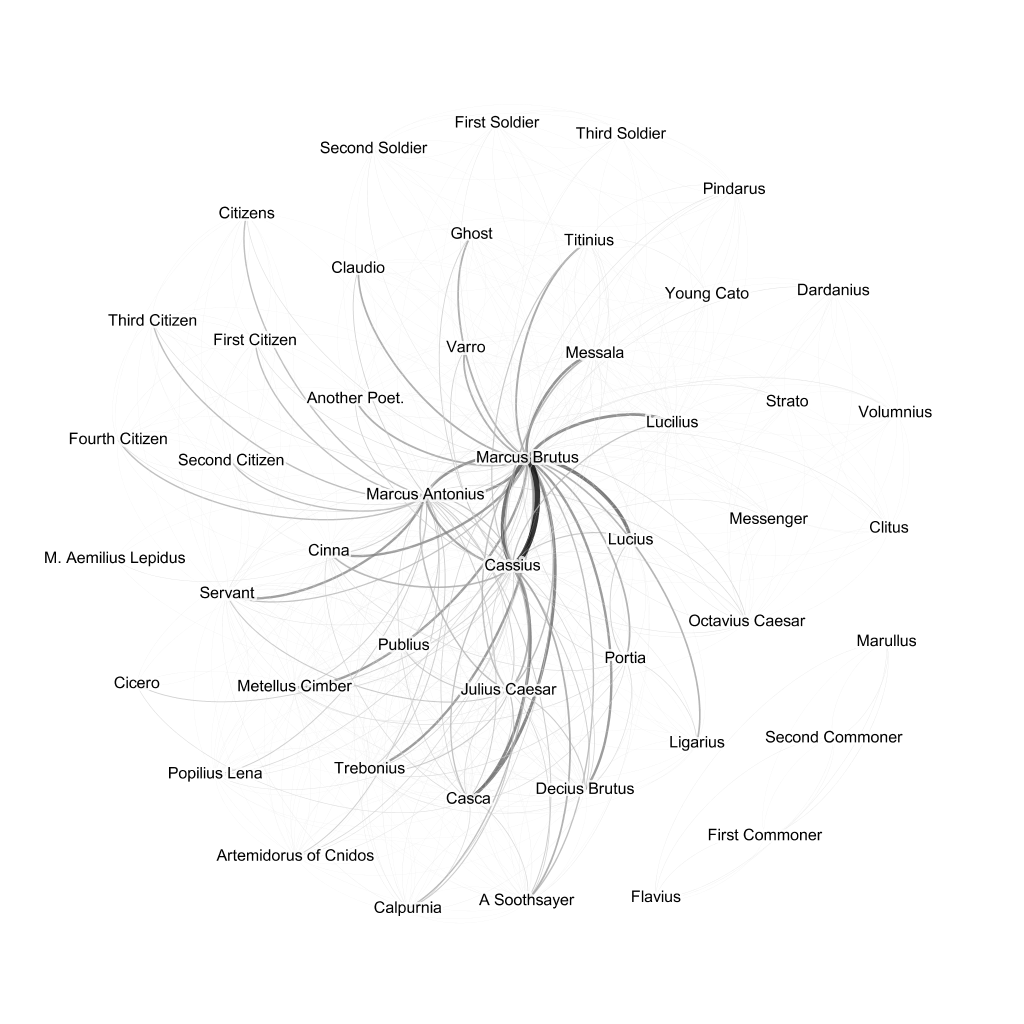 First Soldier
Third Soldier
Second Soldier
Pindarus
Citizens
Ghost
Titinius
Claudio
Young Cato
Dardanius
Third Citizen
First Citizen
Varro
Messala
Another Poet.
Strato
Volumnius
Lucilius
Fourth Citizen
Second Citizen
Marcus Brutus
Marcus Antonius
Messenger
Clitus
Lucius
Cinna
M. Aemilius Lepidus
Cassius
Servant
Octavius Caesar
Marullus
Publius
Portia
Cicero
Metellus Cimber
Julius Caesar
Ligarius
Second Commoner
Popilius Lena
Trebonius
Casca
Decius Brutus
First Commoner
Artemidorus of Cnidos
Flavius
A Soothsayer
Calpurnia